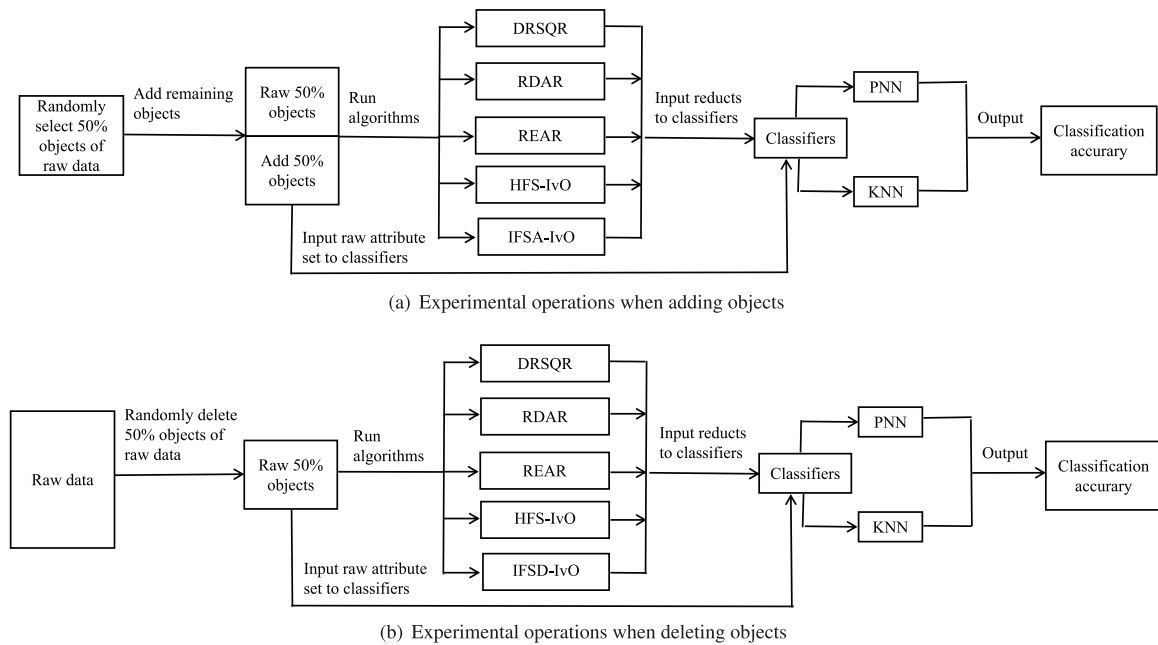 Randomly
select 50%
objects of
raw data
Add remaining
objects
Raw 50%
objects
Add 50%
objects
Run
algorithms
DRSQR
RDAR
REAR
HFS-IvO
IFSA-IvO
Input raw attribute
set to classifiers
Input reducts
to classifiers
Classifiers
PNN
KNN
Output
Classification
accurary
(a) Experimental operations when adding objects
Raw data
Randomly delete
50% objects of
raw data
Raw 50%
objects
Run
algorithms
DRSQR
RDAR
REAR
HFS-IvO
IFSD-IvO
Input raw attribute
set to classifiers
Input reducts
to classifiers
Classifiers
PNN
KNN
Output
Classification
accurary
(b) Experimental operations when deleting objects